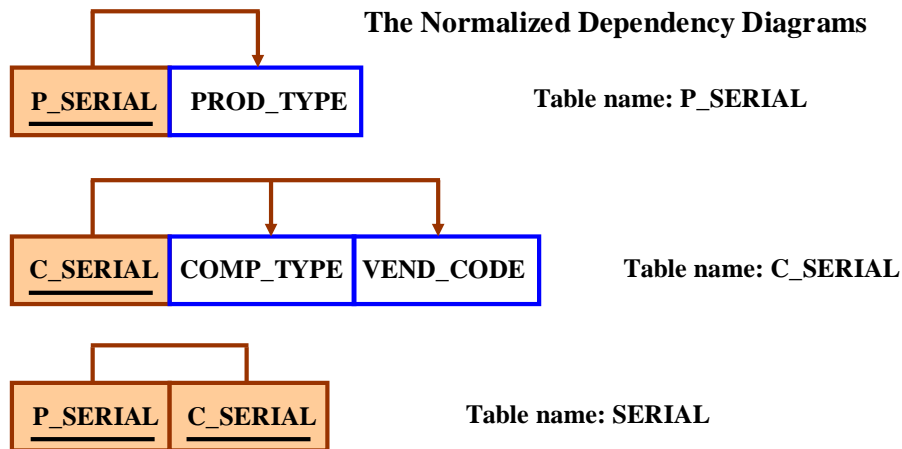 The Normalized Dependency Diagrams
P_SERIAL PROD_TYPE Table name: P_SERIAL
C_SERIAL COMP_TYPE VEND_CODE Table name: C_SERIAL
P_SERIAL C_SERIAL Table name: SERIAL